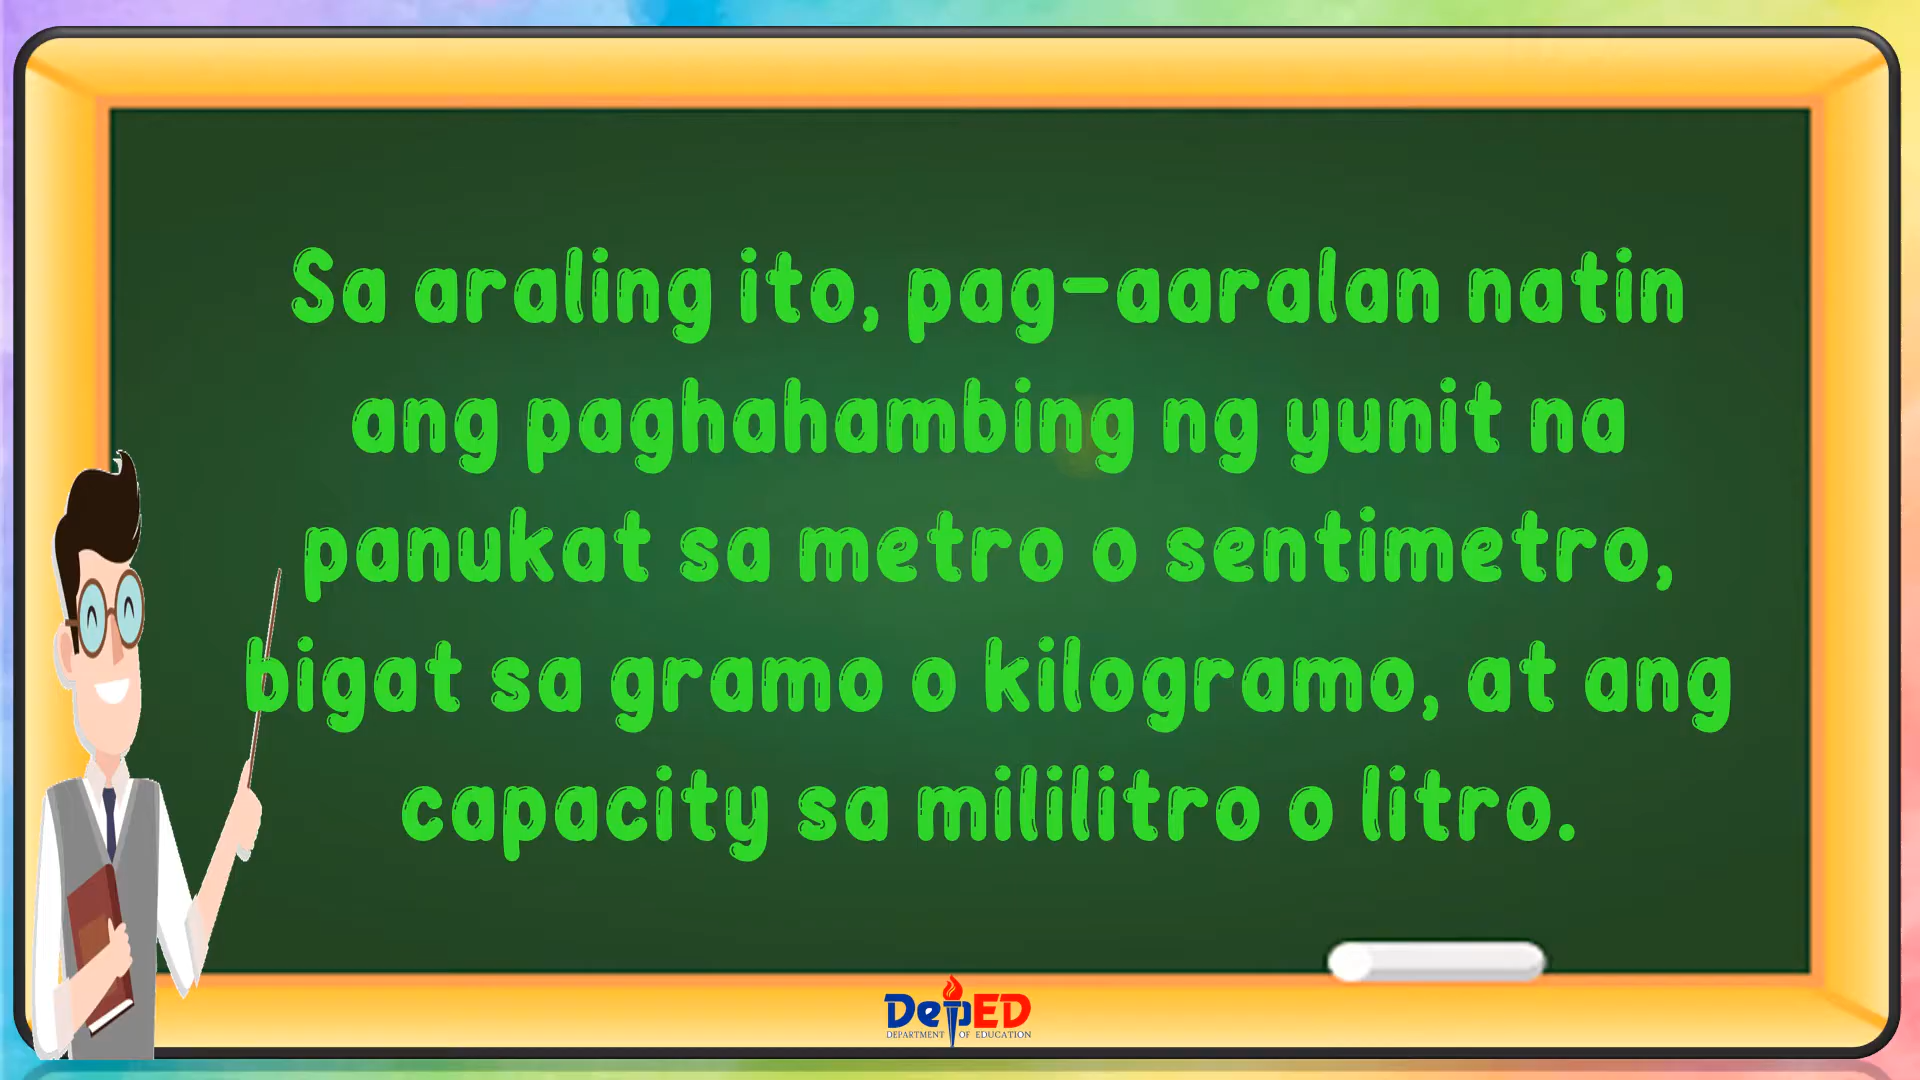 Sa araling ito, pag-aaralan natin
ang paghahambing ng yunit na
panukat sa metro o sentimetro,
bigat sa gramo o kilogramo, at ang
capacity sa mililitro o litro.
DepED
DEPARTMENT OF EDUCATION